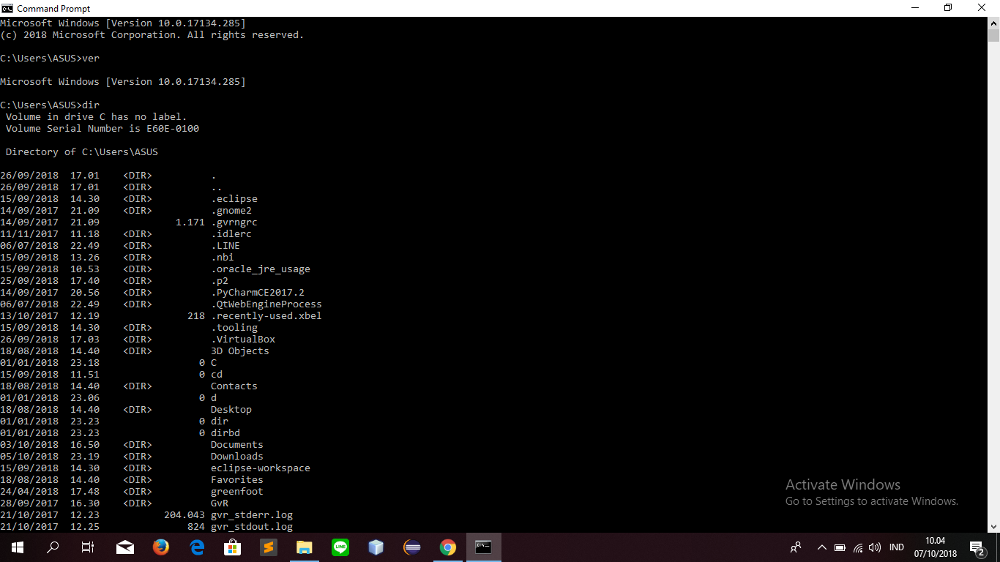 Command Prompt
Microsoft Windows [Version 10.0.17134.285]
(c) 2018 Microsoft Corporation. All rights reserved.
C:\Users\ASUS>ver
Microsoft Windows [Version 10.0.17134.285]
C:\Users\ASUS>dir
Volume in drive C has no label.
Volume Serial Number is E60E-0100
Directory of C:\Users\ASUS
26/09/2018  17.01    <DIR>          .
26/09/2018  17.01    <DIR>          ..
15/09/2018  14.30    <DIR>          .eclipse
14/09/2017  21.09    <DIR>          .gnome2
14/09/2017  21.09             1.171 .gvrngrc
11/11/2017  11.18    <DIR>          .idlerc
06/07/2018  22.49    <DIR>          .LINE
15/09/2018  13.26    <DIR>          .nbi
15/09/2018  10.53    <DIR>          .oracle_jre_usage
25/09/2018  17.40    <DIR>          .p2
14/09/2017  20.56    <DIR>          .PyCharmCE2017.2
06/07/2018  22.49    <DIR>          .QtWebEngineProcess
13/10/2017  12.19               218 .recently-used.xbel
15/09/2018  14.30    <DIR>          .tooling
26/09/2018  17.03    <DIR>          .VirtualBox
18/08/2018  14.40    <DIR>          3D Objects
01/01/2018  23.18                 0 C
15/09/2018  11.51                 0 cd
18/08/2018  14.40    <DIR>          Contacts
01/01/2018  23.06                 0 d
18/08/2018  14.40    <DIR>          Desktop
01/01/2018  23.23                 0 dir
01/01/2018  23.23                 0 dirbd
03/10/2018  16.50    <DIR>          Documents
05/10/2018  23.19    <DIR>          Downloads
15/09/2018  14.30    <DIR>          eclipse-workspace
18/08/2018  14.40    <DIR>          Favorites
24/04/2018  17.48    <DIR>          greenfoot
28/09/2017  16.30    <DIR>          GvR
21/10/2017  12.23           204.043 gvr_stderr.log
21/10/2017  12.25               824 gvr_stdout.log
Activate Windows
Go to Settings to activate Windows.
LINE
IND
10.04
07/10/2018
2